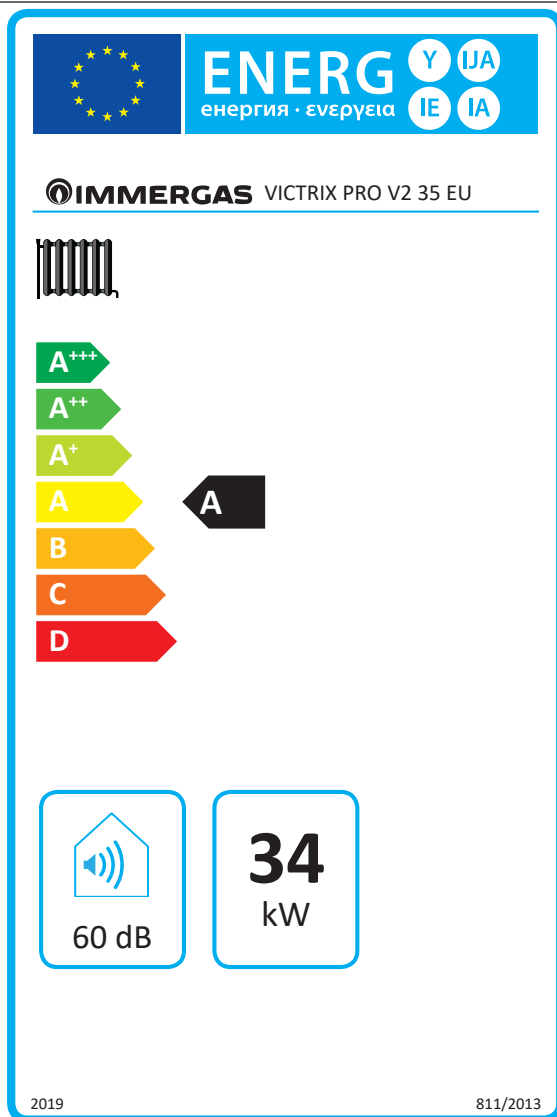 ENERG Y IJA
енергия · ενεργεια IE IA
IMMERGAS VICTRIX PRO V2 35 EU
A+++
A++
A+
A A
B
C
D
60 dB
34
kW
2019 811/2013